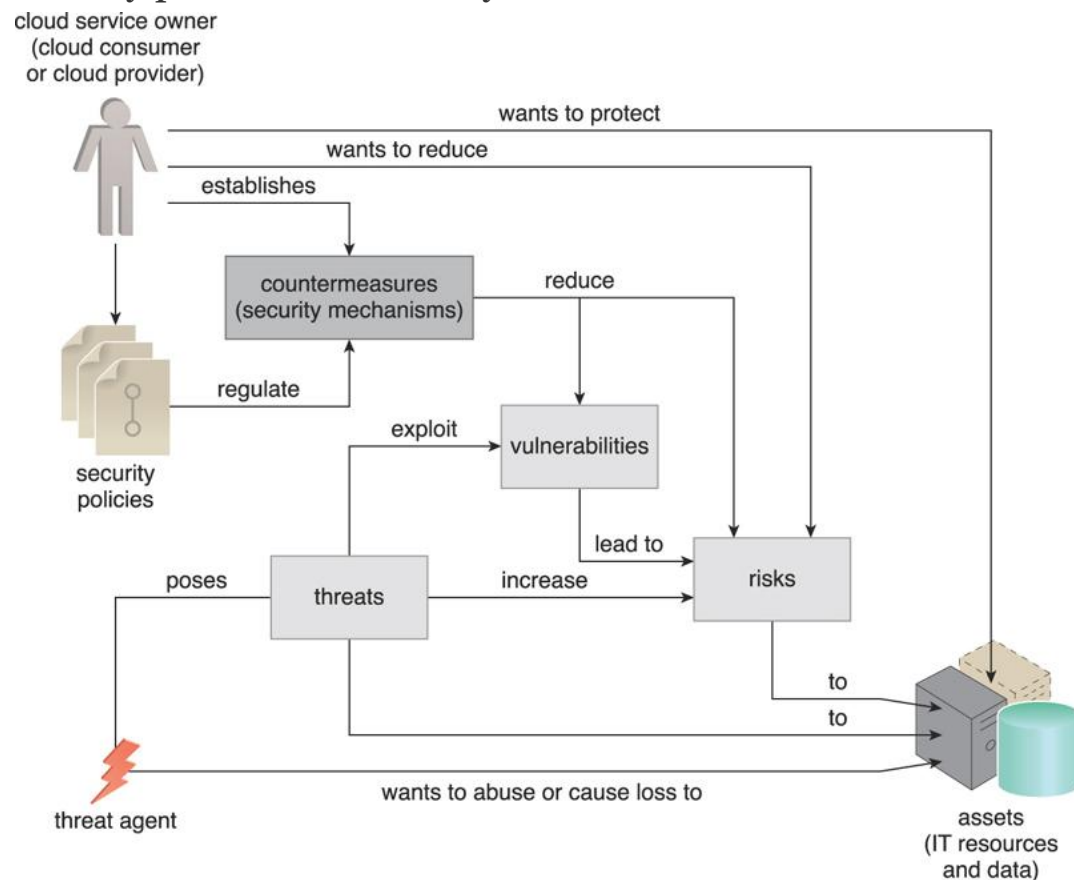 cloud service owner
(cloud consumer
or cloud provider)
wants to protect
wants to reduce
establishes
countermeasures
(security mechanisms)
reduce
regulate
exploit
vulnerabilities
security
policies
lead to
poses
threats
increase
risks
to
to
wants to abuse or cause loss to
threat agent
assets
(IT resources
and data)